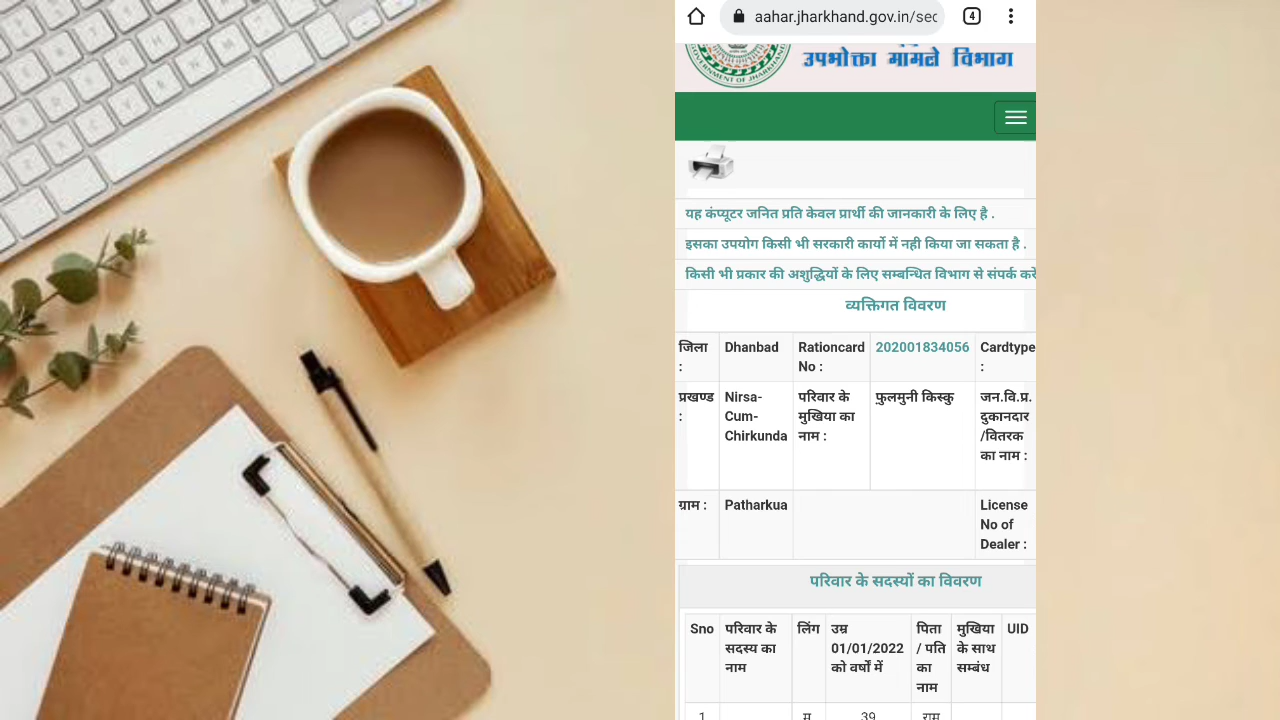 aahar.jharkhand.gov.in/sec
4
GOVERNMENT OF JHARKHAND
उपभोक्ता मामले विभाग
यह कंप्यूटर जनित प्रति केवल प्रार्थी की जानकारी के लिए है .
इसका उपयोग किसी भी सरकारी कार्यो में नही किया जा सकता है .
किसी भी प्रकार की अशुद्धियों के लिए सम्बन्धित विभाग से संपर्क करे
व्यक्तिगत विवरण
जिला :
Dhanbad
Rationcard
No :
202001834056
Cardtype
:
प्रखण्ड
:
Nirsa-
Cum-
Chirkunda
परिवार के
मुखिया का
नाम :
फुलमुनी किस्कु
जन.वि.प्र.
दुकानदार
/वितरक
का नाम :
ग्राम :
Patharkua
License
No of
Dealer :
परिवार के सदस्यों का विवरण
Sno
परिवार के
सदस्य का
नाम
लिंग
उम्र
01/01/2022
को वर्षों में
पिता
/ पति
का
नाम
मुखिया
के साथ
सम्बंध
UID
1
म
39
राम